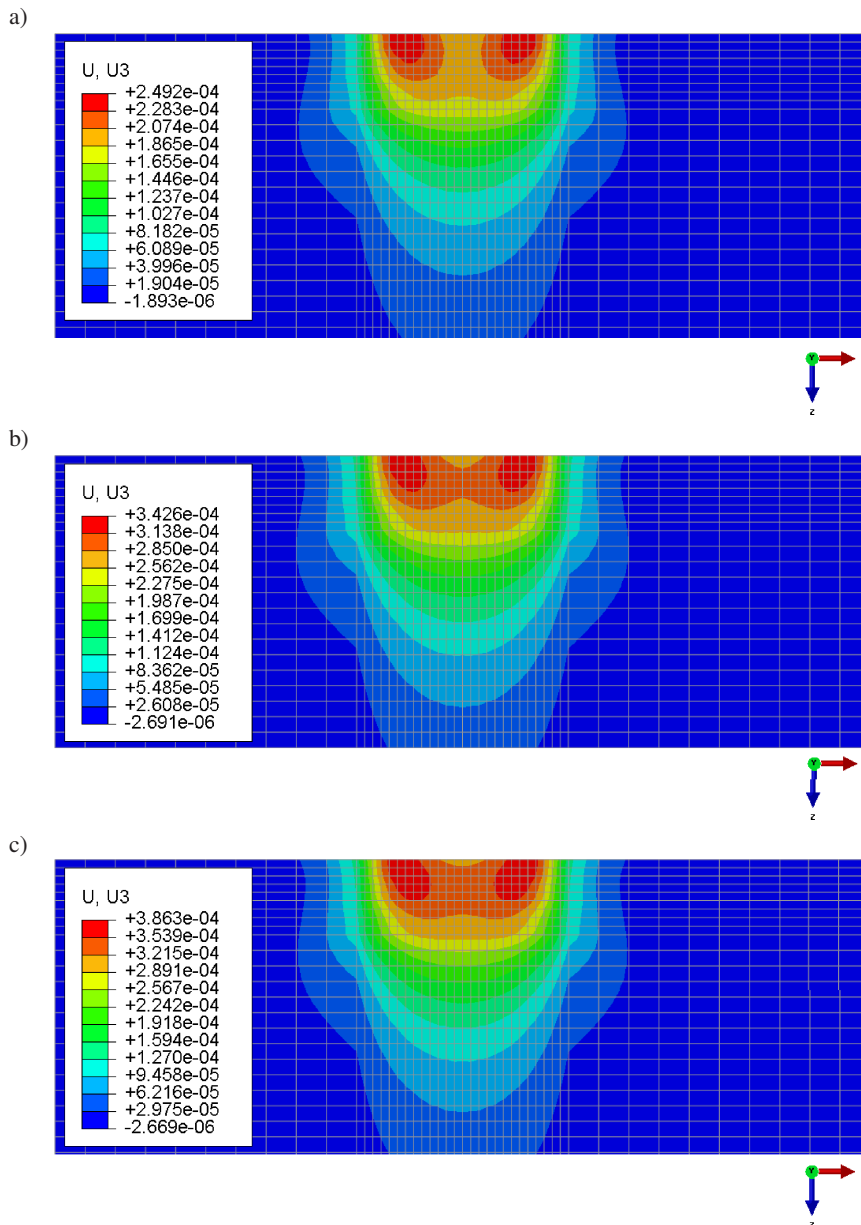 a)
U, U3
+2.492e-04
+2.283e-04
+2.074e-04
+1.865e-04
+1.655e-04
+1.446e-04
+1.237e-04
+1.027e-04
+8.182e-05
+6.089e-05
+3.996e-05
+1.904e-05
-1.893e-06
Y
z
b)
U, U3
+3.426e-04
+3.138e-04
+2.850e-04
+2.562e-04
+2.275e-04
+1.987e-04
+1.699e-04
+1.412e-04
+1.124e-04
+8.362e-05
+5.485e-05
+2.608e-05
-2.691e-06
Y
z
c)
U, U3
+3.863e-04
+3.539e-04
+3.215e-04
+2.891e-04
+2.567e-04
+2.242e-04
+1.918e-04
+1.594e-04
+1.270e-04
+9.458e-05
+6.216e-05
+2.975e-05
-2.669e-06
Y
z